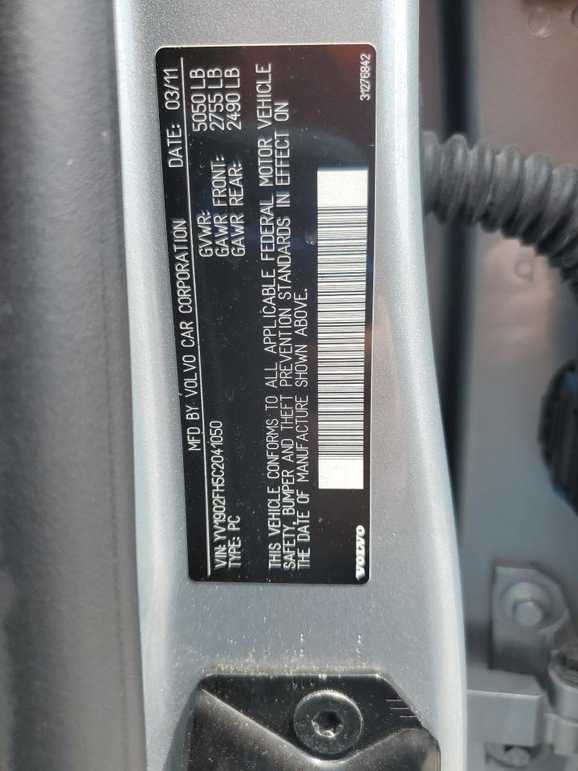 MFD BY VOLVO CAR CORPORATION DATE: 03/11
VIN: YV1902FH5C2041050 GVWR: 5050 LB
TYPE: PC GAWR FRONT: 2755 LB
GAWR REAR: 2490 LB
THIS VEHICLE CONFORMS TO ALL APPLICABLE FEDERAL MOTOR VEHICLE
SAFETY, BUMPER AND THEFT PREVENTION STANDARDS IN EFFECT ON
THE DATE OF MANUFACTURE SHOWN ABOVE.
VOLVO 31276842